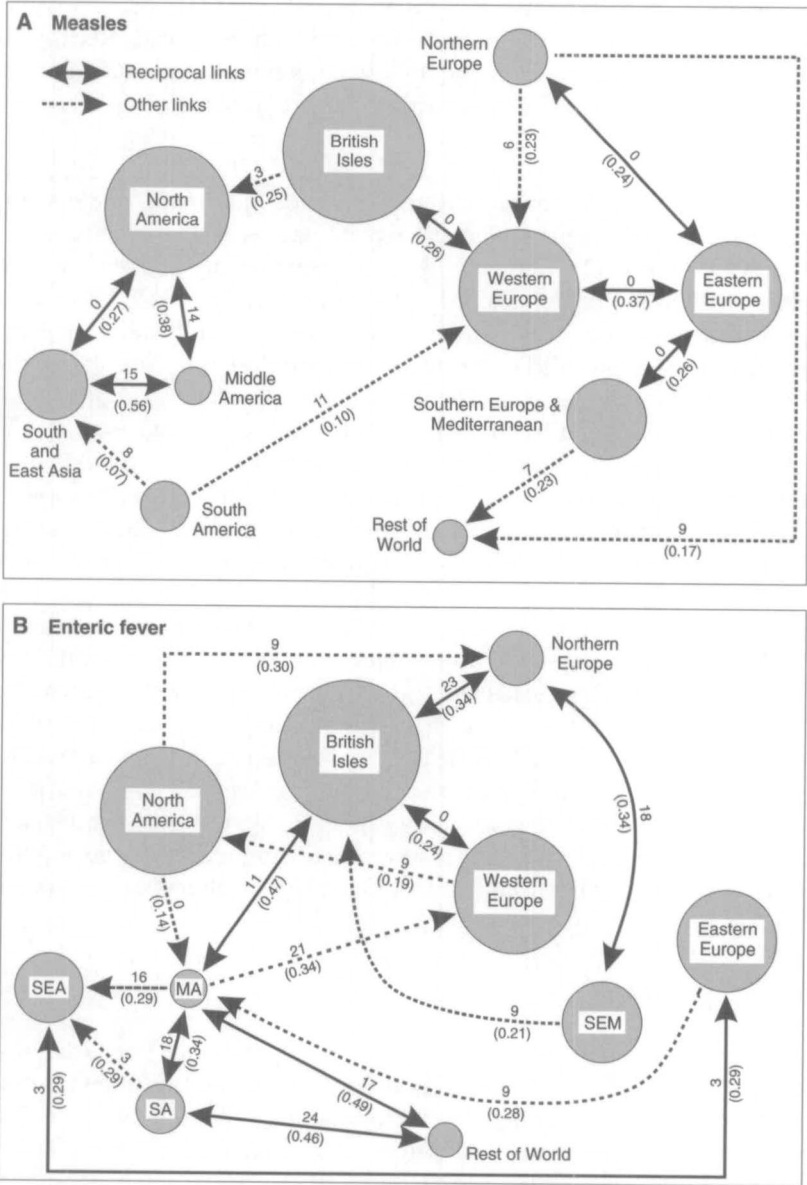 A Measles
Reciprocal links
Other links
Northern
Europe
British
Isles
North
America
3
(0.25)
6
(0.23)
0
(0.24)
0
(0.26)
Western
Europe
0
(0.37)
Eastern
Europe
0
(0.27)
14
(0.38)
15
(0.56)
Middle
America
South
and
East Asia
8
(0.07)
South
America
11
(0.10)
0
(0.26)
Southern Europe &
Mediterranean
7
(0.23)
Rest of
World
9
(0.17)
B Enteric fever
9
(0.30)
Northern
Europe
23
(0.34)
British
Isles
North
America
18
(0.34)
0
(0.24)
9
(0.19)
Western
Europe
11
(0.47)
0
(0.14)
21
(0.34)
Eastern
Europe
SEA
16
(0.29)
MA
SEM
9
(0.21)
3
(0.29)
18
(0.34)
SA
17
(0.49)
9
(0.28)
24
(0.46)
Rest of World
3
(0.29)
3
(0.29)